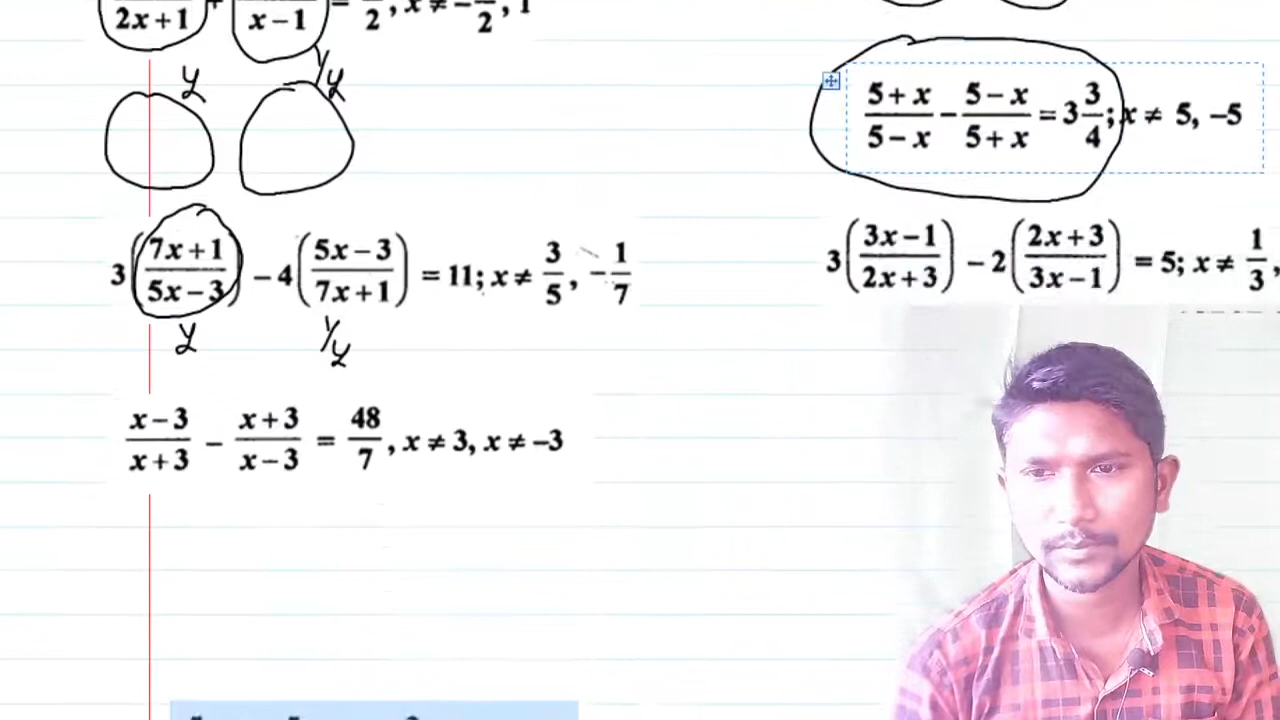 2x+1 x−1 2 , x ≠ − 2 , 1
y 1/y
(5+x)/(5−x) − (5−x)/(5+x) = 3 3/4; x ≠ 5, −5
3((7x+1)/(5x−3)) − 4((5x−3)/(7x+1)) = 11; x ≠ 3/5, −1/7
y 1/y
3((3x−1)/(2x+3)) − 2((2x+3)/(3x−1)) = 5; x ≠ 1/3,
(x−3)/(x+3) − (x+3)/(x−3) = 48/7, x ≠ 3, x ≠ −3